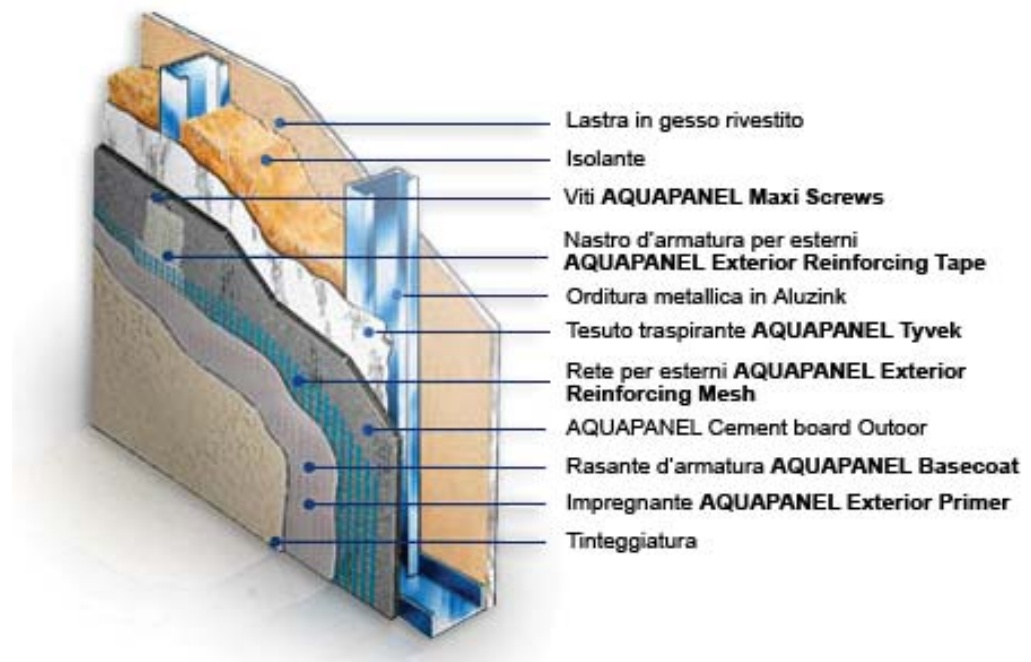 Lastra in gesso rivestito
Isolante
Viti AQUAPANEL Maxi Screws
Nastro d'armatura per esterni
AQUAPANEL Exterior Reinforcing Tape
Orditura metallica in Aluzink
Tesuto traspirante AQUAPANEL Tyvek
Rete per esterni AQUAPANEL Exterior
Reinforcing Mesh
AQUAPANEL Cement board Outoor
Rasante d'armatura AQUAPANEL Basecoat
Impregnante AQUAPANEL Exterior Primer
Tinteggiatura